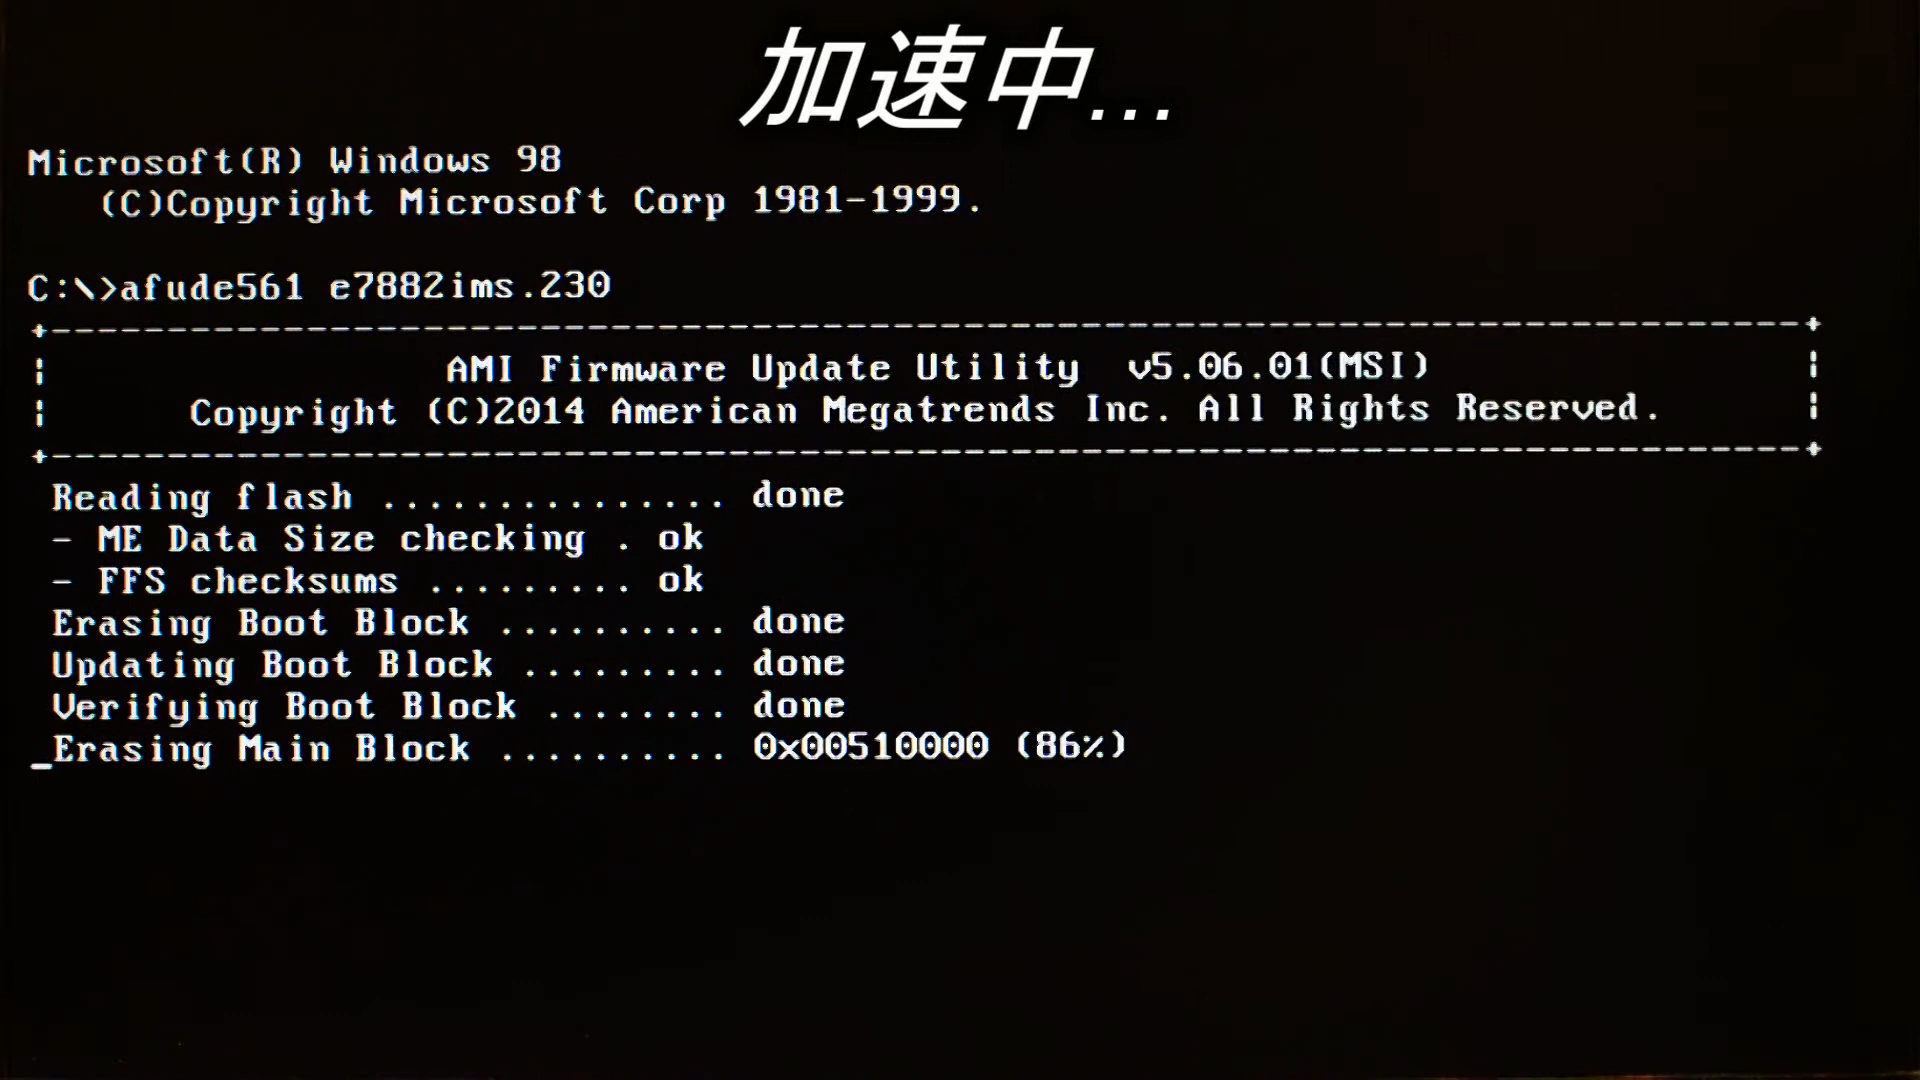 加速中...
Microsoft(R) Windows 98
(C)Copyright Microsoft Corp 1981-1999.
C:\>afude561 e7882ims.230
+---------------------------------------------------------------------------+
AMI Firmware Update Utility v5.06.01(MSI)
Copyright (C)2014 American Megatrends Inc. All Rights Reserved.
+---------------------------------------------------------------------------+
Reading flash ............... done
- ME Data Size checking . ok
- FFS checksums ......... ok
Erasing Boot Block .......... done
Updating Boot Block ......... done
Verifying Boot Block ........ done
_Erasing Main Block .......... 0x00510000 (86%)